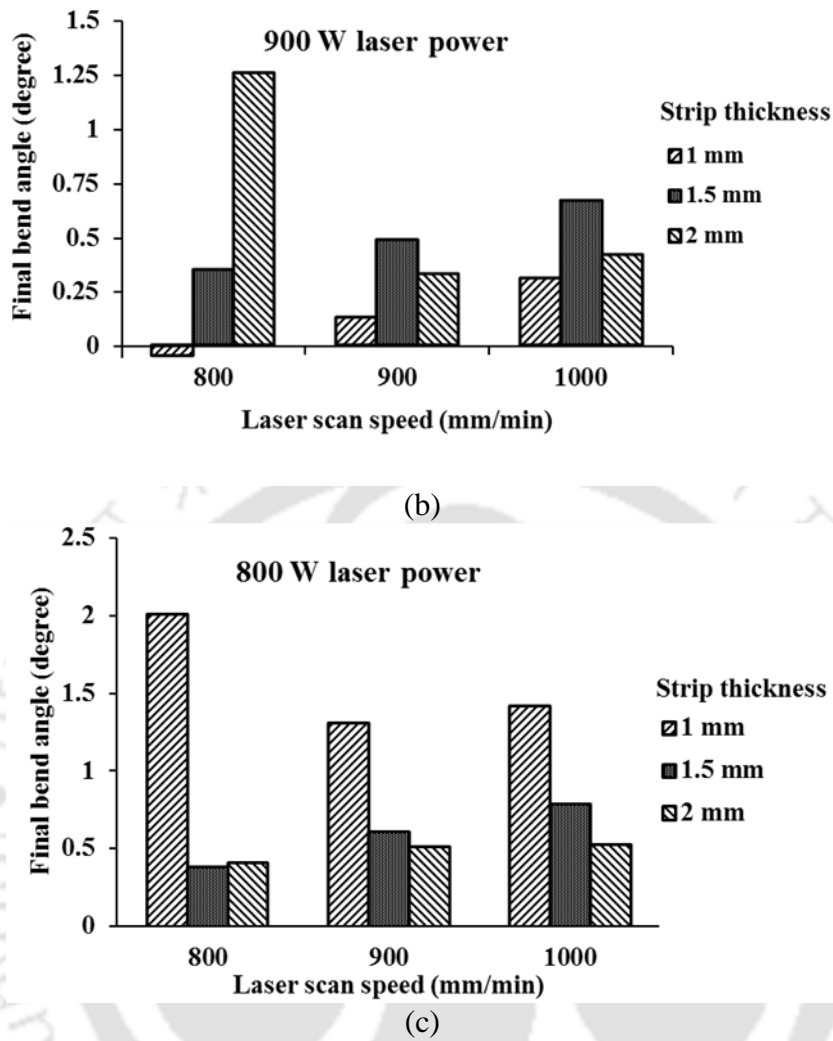 900 W laser power
Final bend angle (degree)
1.5
1.25
1
0.75
0.5
0.25
0
800 900 1000
Laser scan speed (mm/min)
Strip thickness
1 mm
1.5 mm
2 mm
(b)
800 W laser power
Final bend angle (degree)
2.5
2
1.5
1
0.5
0
800 900 1000
Laser scan speed (mm/min)
Strip thickness
1 mm
1.5 mm
2 mm
(c)